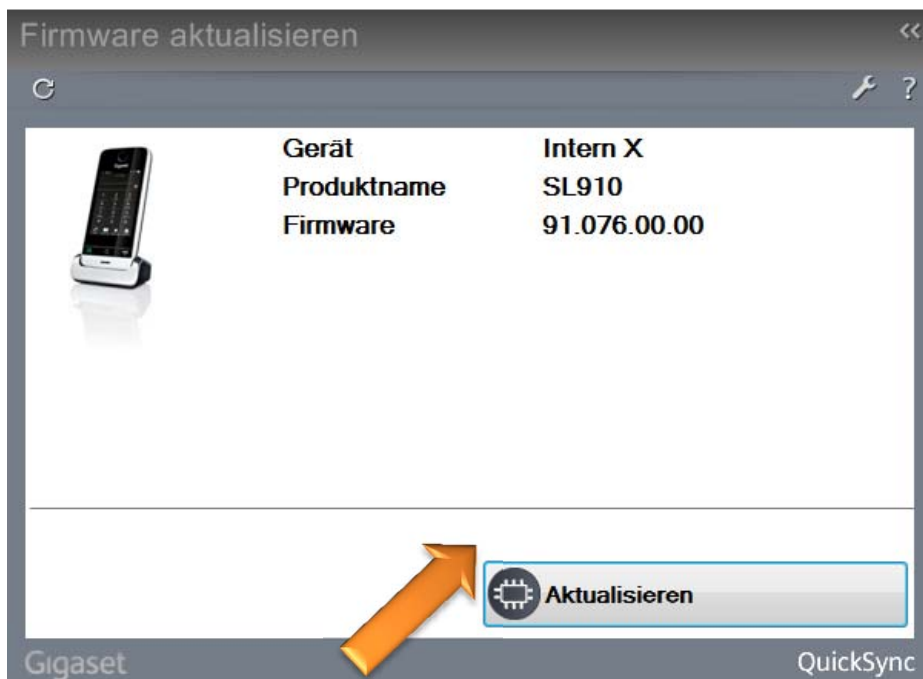 Firmware aktualisieren
?
Gerät Intern X
Produktname SL910
Firmware 91.076.00.00
Aktualisieren
Gigaset QuickSync